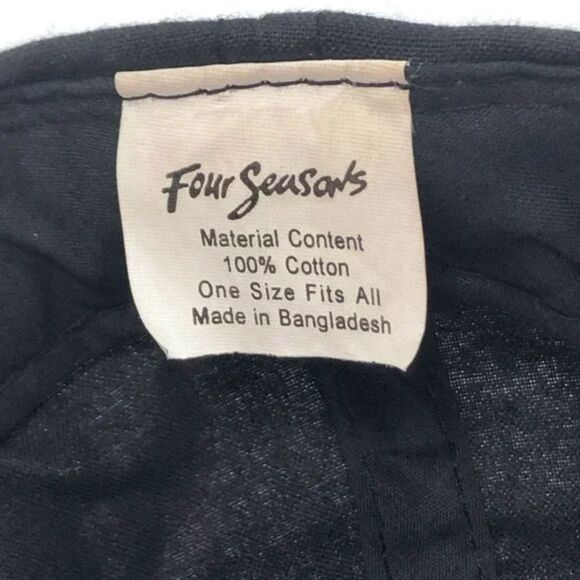 Four Seasons
Material Content
100% Cotton
One Size Fits All
Made in Bangladesh